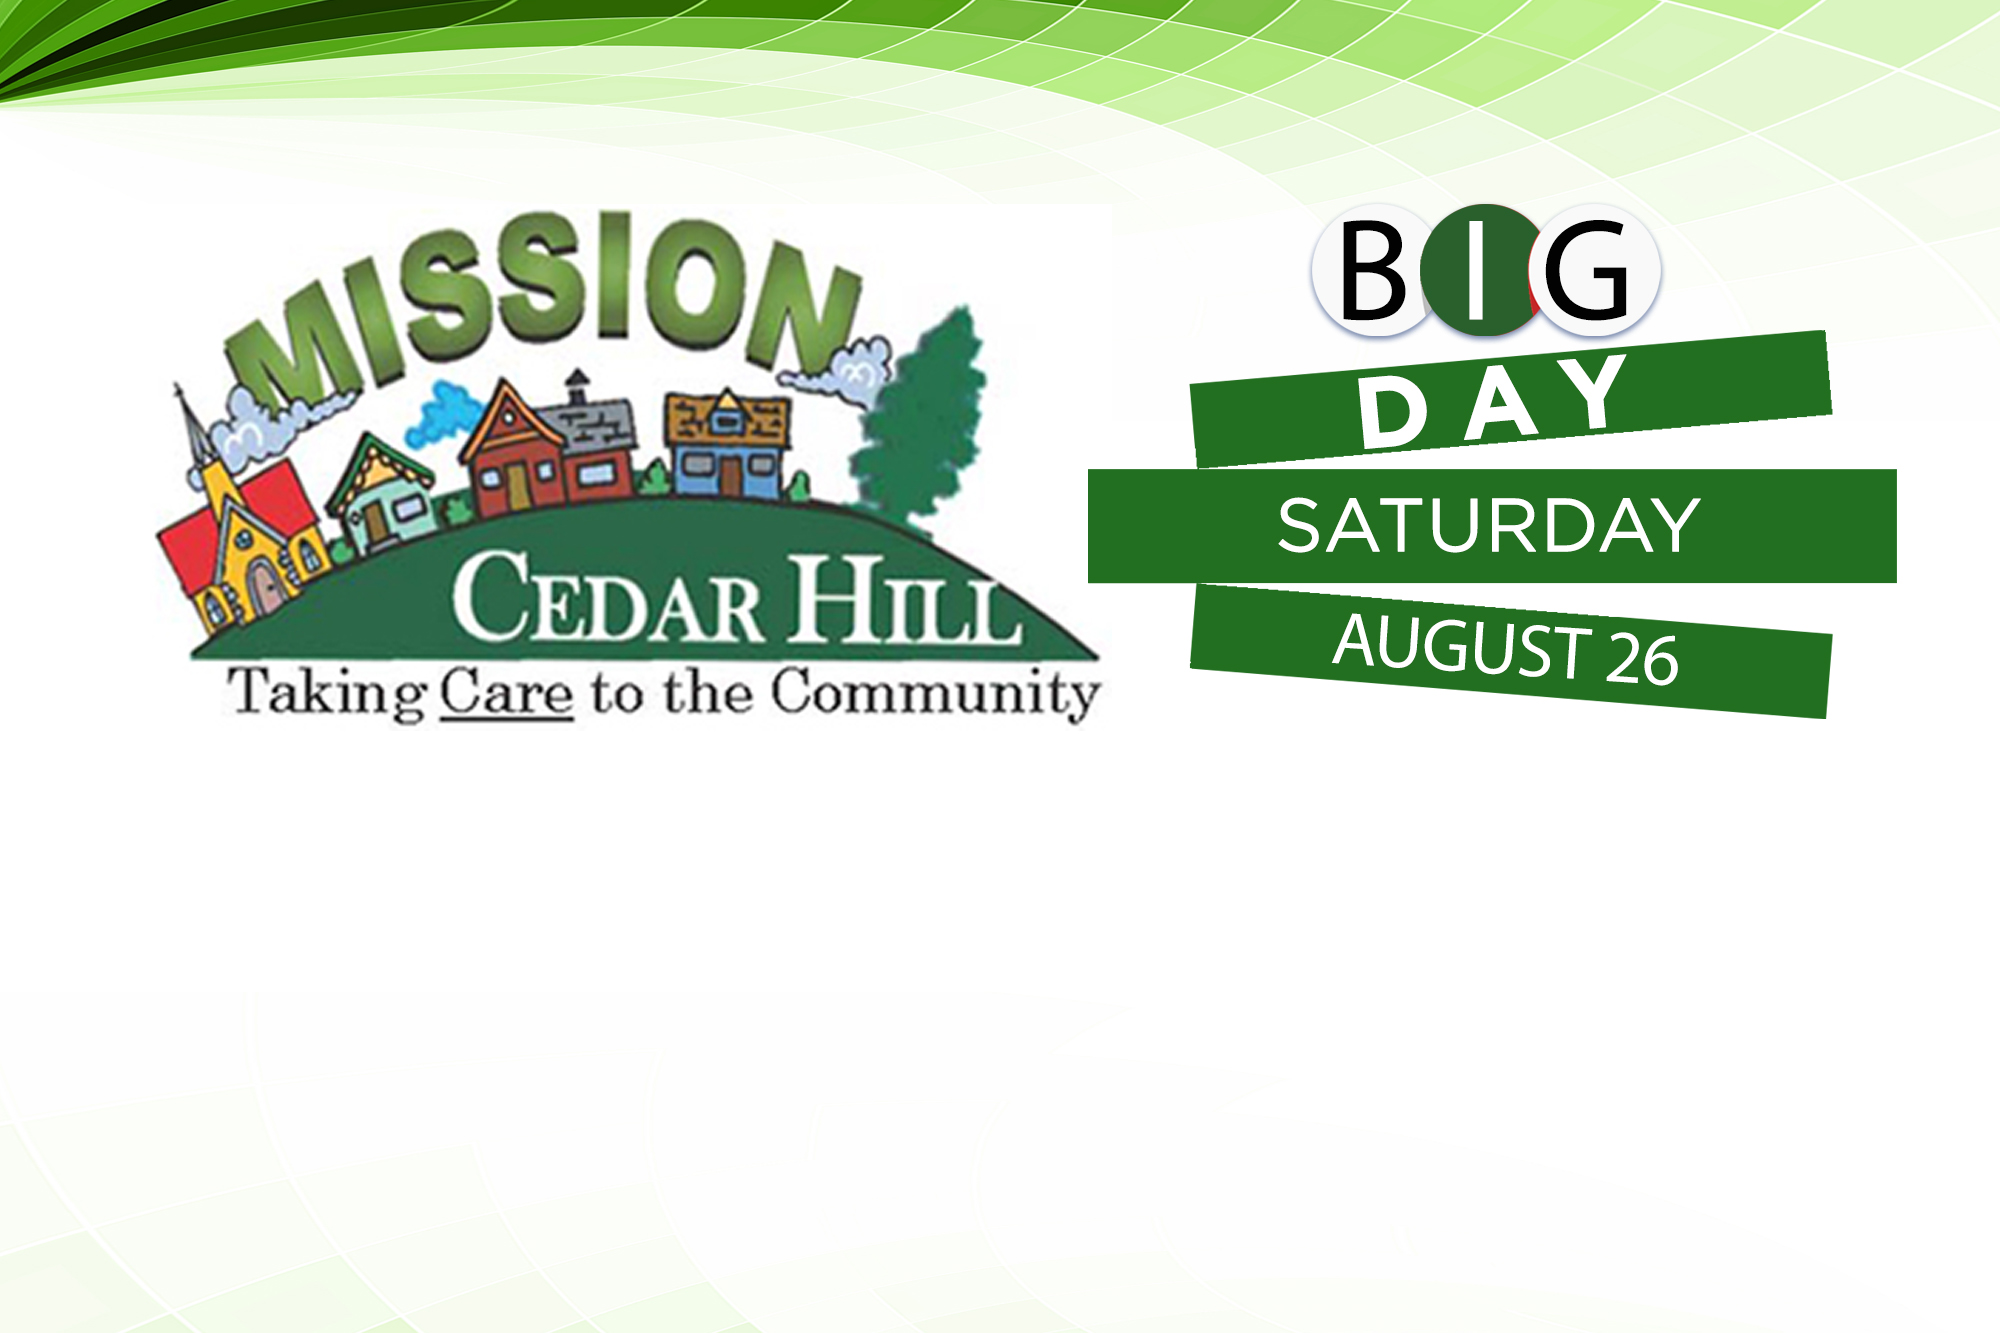 MISSION
CEDAR HILL
Taking Care to the Community
BIG
DAY
SATURDAY
AUGUST 26